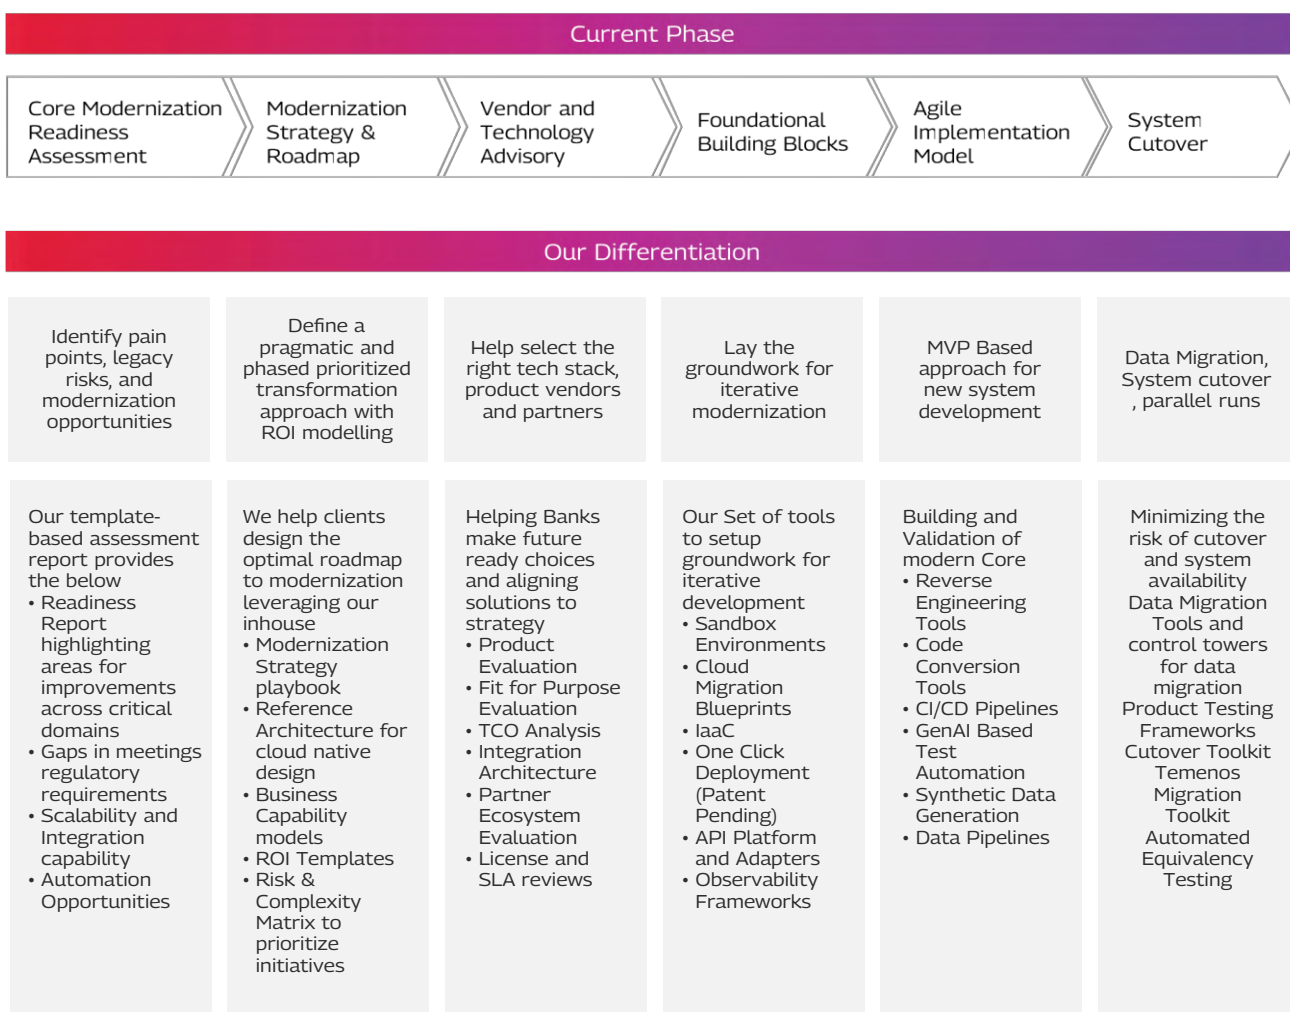 Current Phase
Core Modernization
Readiness
Assessment
Modernization
Strategy &
Roadmap
Vendor and
Technology
Advisory
Foundational
Building Blocks
Agile
Implementation
Model
System
Cutover
Our Differentiation
Identify pain
points, legacy
risks, and
modernization
opportunities
Define a
pragmatic and
phased prioritized
transformation
approach with
ROI modelling
Help select the
right tech stack,
product vendors
and partners
Lay the
groundwork for
iterative
modernization
MVP Based
approach for
new system
development
Data Migration,
System cutover
, parallel runs
Our template-
based assessment
report provides
the below
• Readiness
Report
highlighting
areas for
improvements
across critical
domains
• Gaps in meetings
regulatory
requirements
• Scalability and
Integration
capability
• Automation
Opportunities
We help clients
design the
optimal roadmap
to modernization
leveraging our
inhouse
• Modernization
Strategy
playbook
• Reference
Architecture for
cloud native
design
• Business
Capability
models
• ROI Templates
• Risk &
Complexity
Matrix to
prioritize
initiatives
Helping Banks
make future
ready choices
and aligning
solutions to
strategy
• Product
Evaluation
• Fit for Purpose
Evaluation
• TCO Analysis
• Integration
Architecture
• Partner
Ecosystem
Evaluation
• License and
SLA reviews
Our Set of tools
to setup
groundwork for
iterative
development
• Sandbox
Environments
• Cloud
Migration
Blueprints
• IaaC
• One Click
Deployment
(Patent
Pending)
• API Platform
and Adapters
• Observability
Frameworks
Building and
Validation of
modern Core
• Reverse
Engineering
Tools
• Code
Conversion
Tools
• CI/CD Pipelines
• GenAI Based
Test
Automation
• Synthetic Data
Generation
• Data Pipelines
Minimizing the
risk of cutover
and system
availability
Data Migration
Tools and
control towers
for data
migration
Product Testing
Frameworks
Cutover Toolkit
Temenos
Migration
Toolkit
Automated
Equivalency
Testing